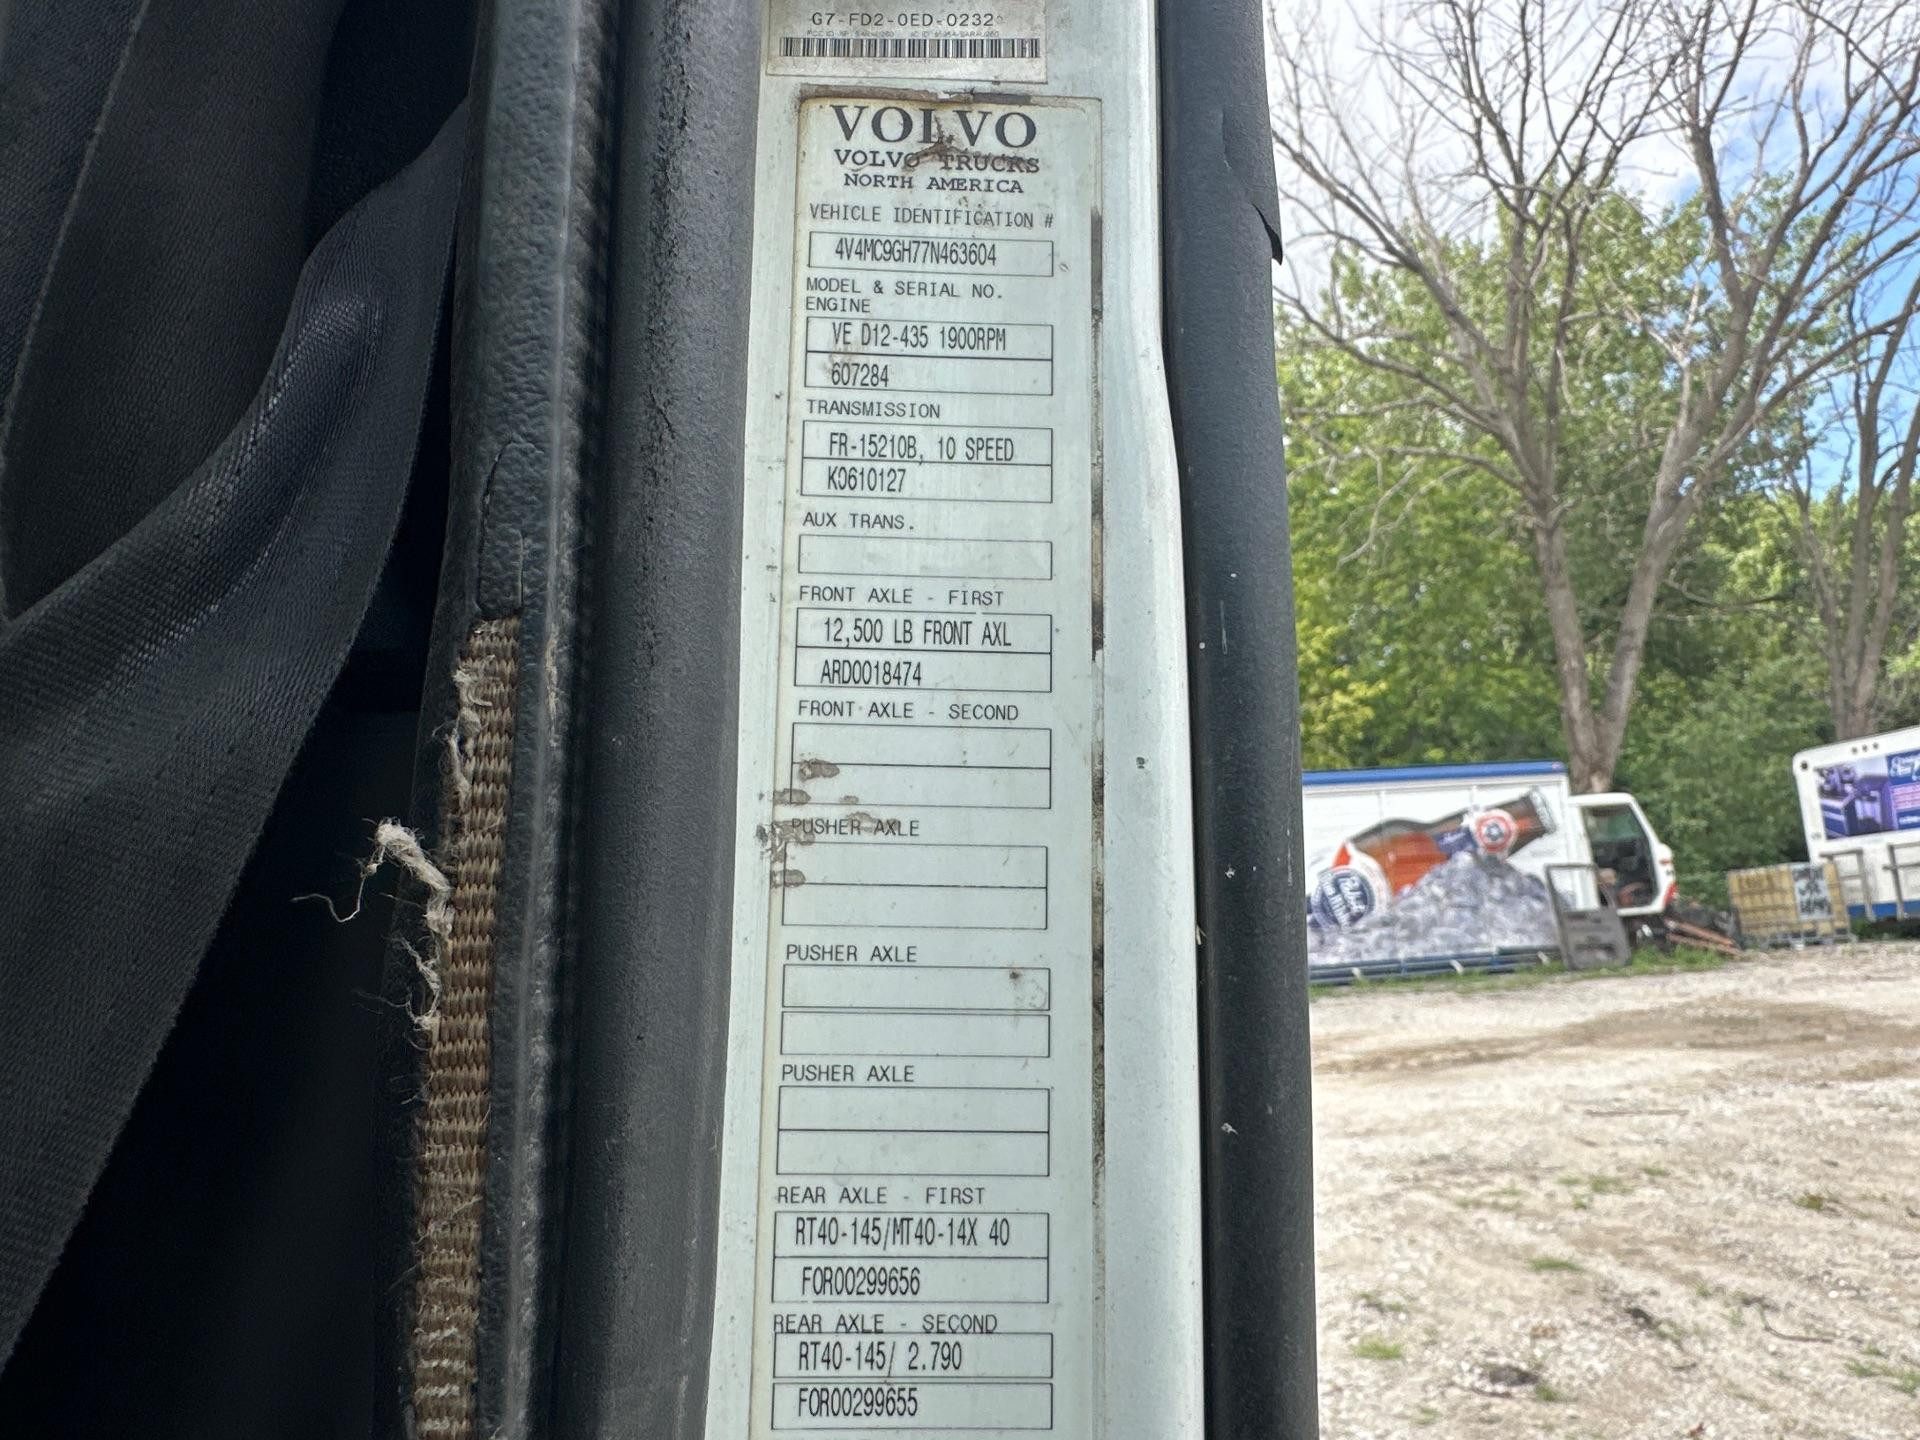 G7-FD2-0ED-0232
VOLVO
VOLVO TRUCKS
NORTH AMERICA
VEHICLE IDENTIFICATION #
4V4MC9GH77N463604
MODEL & SERIAL NO.
ENGINE
VE D12-435 1900RPM
607284
TRANSMISSION
FR-15210B, 10 SPEED
K0610127
AUX TRANS.
FRONT AXLE - FIRST
12,500 LB FRONT AXL
ARD0018474
FRONT AXLE - SECOND
PUSHER AXLE
PUSHER AXLE
PUSHER AXLE
REAR AXLE - FIRST
RT40-145/MT40-14X 40
FOR00299656
REAR AXLE - SECOND
RT40-145/ 2.790
FOR00299655